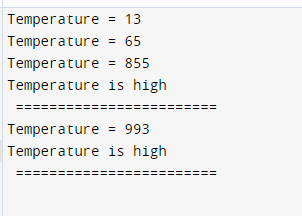 Temperature = 13
Temperature = 65
Temperature = 855
Temperature is high
========================
Temperature = 993
Temperature is high
========================